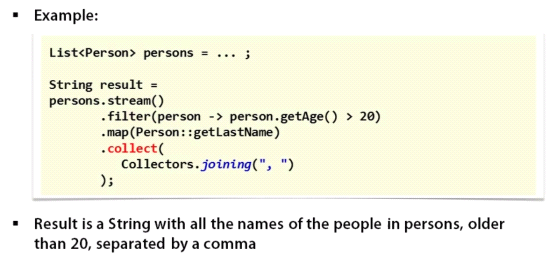 ▪ Example:
List<Person> persons = ... ;
String result =
persons.stream()
.filter(person -> person.getAge() > 20)
.map(Person::getLastName)
.collect(
Collectors.joining(", ")
);
▪ Result is a String with all the names of the people in persons, older
than 20, separated by a comma